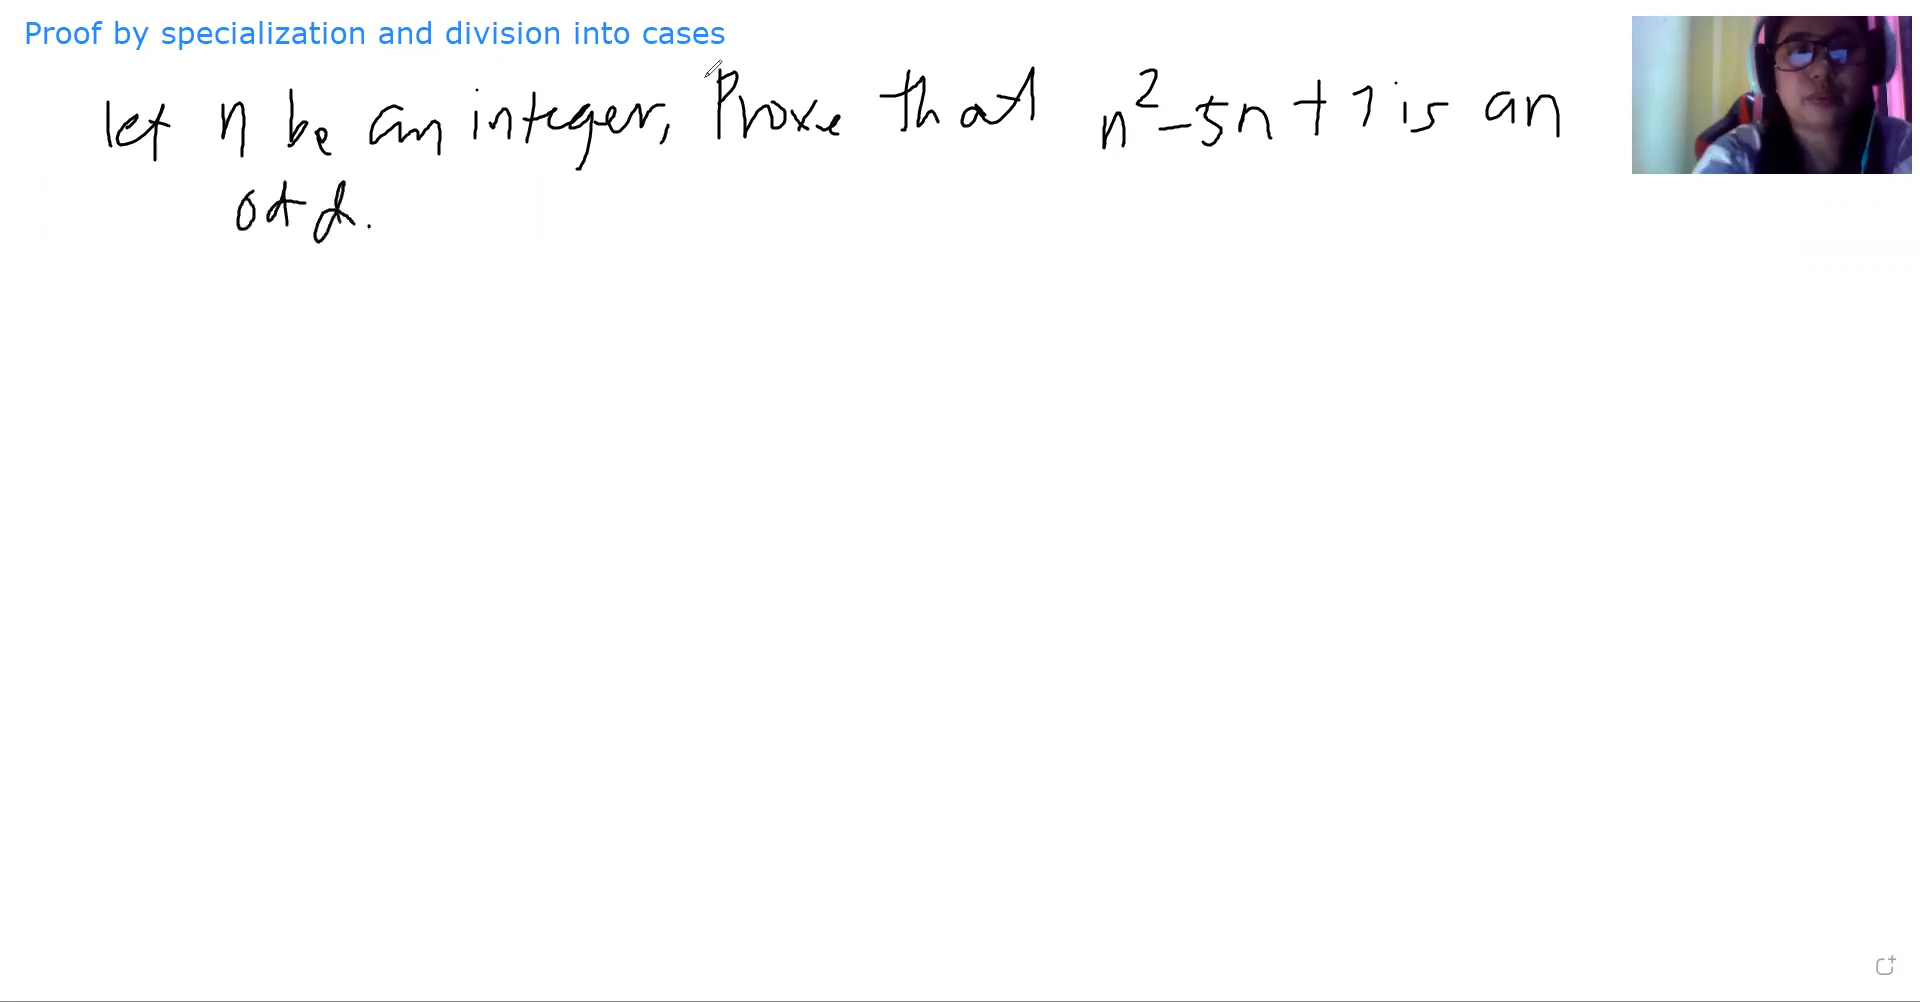 Proof by specialization and division into cases
let n be an integer, Prove that n²-5n+7 is an
odd.